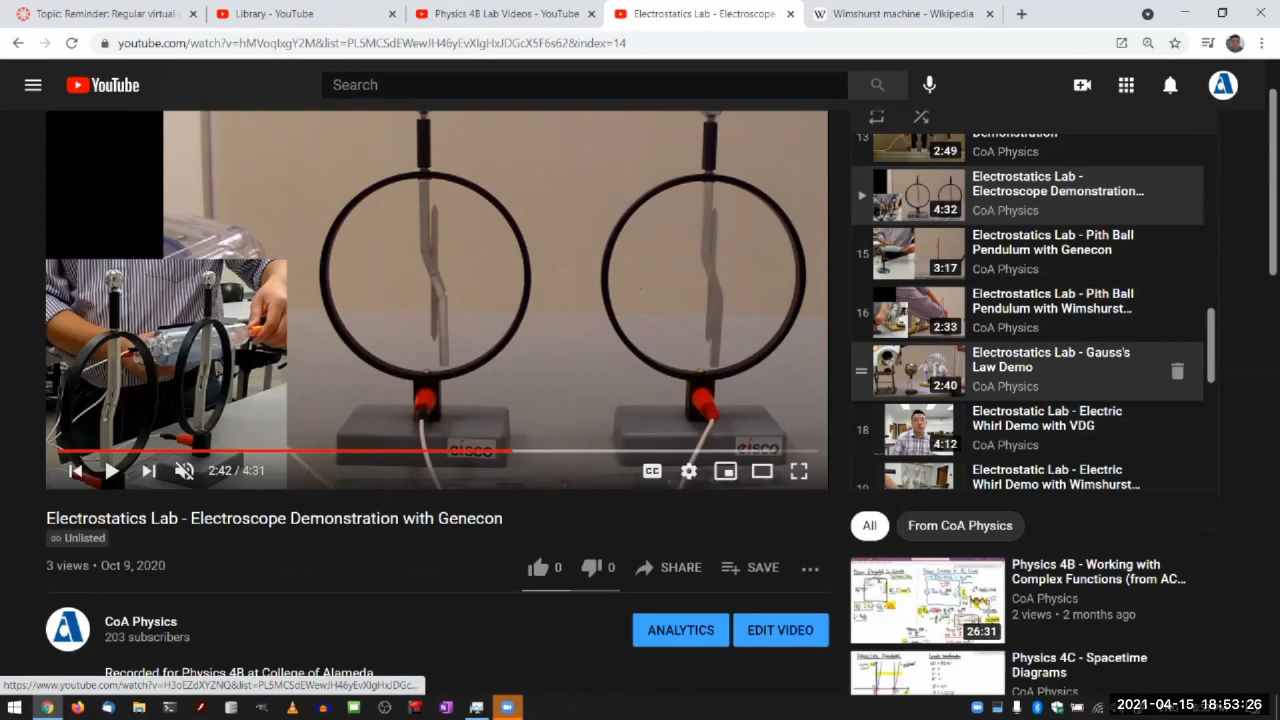 Topic: Reminder: Regular virtual o
Library - YouTube
Physics 4B Lab Videos - YouTube
Electrostatics Lab - Electroscope
Wimshurst machine - Wikipedia
youtube.com/watch?v=hMVoqIxgY2M&list=PL5MCSdEWewJH46yEvXIgHxJDGcX5F6s62&index=14
YouTube
Search
13
Demonstration
2:49
CoA Physics
Electrostatics Lab -
Electroscope Demonstration...
4:32
CoA Physics
15
Electrostatics Lab - Pith Ball
Pendulum with Genecon
3:17
CoA Physics
16
Electrostatics Lab - Pith Ball
Pendulum with Wimshurst...
2:33
CoA Physics
Electrostatics Lab - Gauss's
Law Demo
2:40
CoA Physics
18
Electrostatic Lab - Electric
Whirl Demo with VDG
4:12
CoA Physics
19
Electrostatics Lab - Electric
Whirl Demo with Wimshurst...
eisco
eisco
2:42 / 4:31
CC
Electrostatics Lab - Electroscope Demonstration with Genecon
Unlisted
3 views • Oct 9, 2020
0
0
SHARE
SAVE
CoA Physics
203 subscribers
ANALYTICS
EDIT VIDEO
Recorded for Physics 4B at College of Alameda
All
From CoA Physics
Physics 4B - Working with
Complex Functions (from AC...
CoA Physics
2 views • 2 months ago
26:31
Physics 4C - Spacetime
Diagrams
CoA Physics
2021-04-15 18:53:26